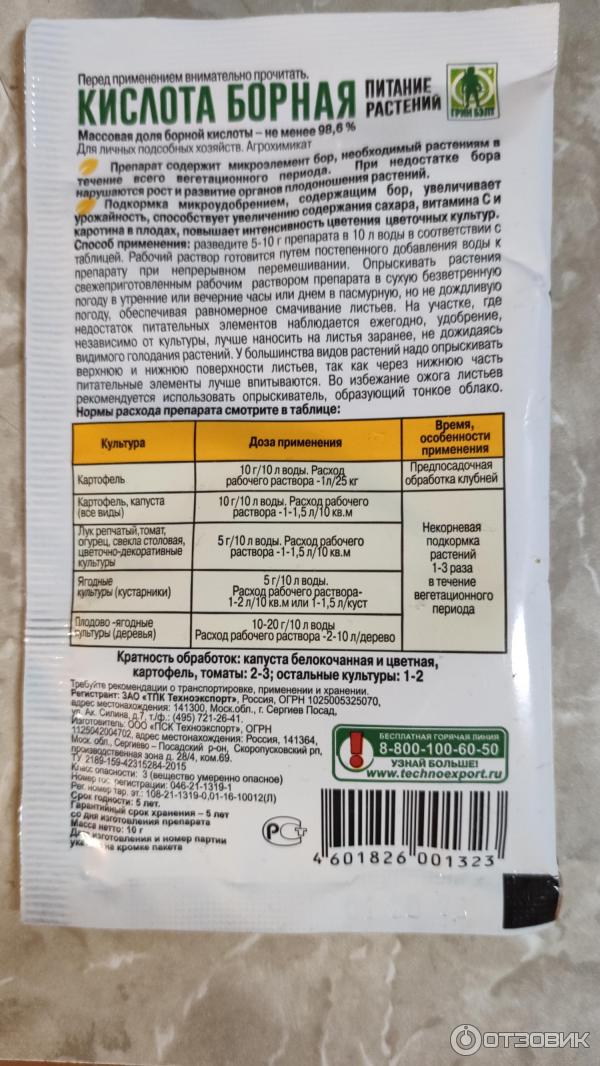 Перед применением внимательно прочитать.
КИСЛОТА БОРНАЯ
ПИТАНИЕ
РАСТЕНИЙ
ГРИН БЭЛТ
Массовая доля борной кислоты – не менее 98,6 %
Для личных подсобных хозяйств. Агрохимикат
Препарат содержит микроэлемент бор, необходимый растениям в
течение всего вегетационного периода. При недостатке бора
нарушаются рост и развитие органов плодоношения растений.
Подкормка микроудобрением, содержащим бор, увеличивает
урожайность, способствует увеличению содержания сахара, витамина С и
каротина в плодах, повышает интенсивность цветения цветочных культур.
Способ применения: разведите 5-10 г препарата в 10 л воды в соответствии с
таблицей. Рабочий раствор готовится путем постепенного добавления воды к
препарату при непрерывном перемешивании. Опрыскивать растения
свежеприготовленным рабочим раствором препарата в сухую безветренную
погоду в утренние или вечерние часы или днем в пасмурную, но не дождливую
погоду, обеспечивая равномерное смачивание листьев. На участке, где
недостаток питательных элементов наблюдается ежегодно, удобрение,
независимо от культуры, лучше наносить на листья заранее, не дожидаясь
видимого голодания растений. У большинства видов растений надо опрыскивать
верхнюю и нижнюю поверхности листьев, так как через нижнюю часть
питательные элементы лучше впитываются. Во избежание ожога листьев
рекомендуется использовать опрыскиватель, образующий тонкое облако.
Нормы расхода препарата смотрите в таблице:
Культура
Доза применения
Время,
особенности
применения
Картофель
10 г/10 л воды. Расход
рабочего раствора -1л/25 кг
Предпосадочная
обработка клубней
Картофель, капуста
(все виды)
10 г/10 л воды. Расход рабочего
раствора -1-1,5 л/10 кв.м
Лук репчатый,томат,
огурец, свекла столовая,
цветочно-декоративные
культуры
5 г/10 л воды. Расход рабочего
раствора -1-1,5 л/10 кв.м
Некорневая
подкормка
растений
1-3 раза
в течение
вегетационного
периода
Ягодные
культуры (кустарники)
5 г/10 л воды.
Расход рабочего раствора-
1-2 л/10 кв.м или 1-1,5 л/куст
Плодово -ягодные
культуры (деревья)
10-20 г/10 л воды
Расход рабочего раствора -2-10 л/дерево
Кратность обработок: капуста белокочанная и цветная,
картофель, томаты: 2-3; остальные культуры: 1-2
Требуйте рекомендации о транспортировке, применении и хранении.
Регистрант: ЗАО «ТПК Техноэкспорт», Россия, ОГРН 1025005325070,
адрес местонахождения: 141300, Моск.обл., г. Сергиев Посад,
ул. Ак. Силина, д.7, т./ф.: (495) 721-26-41.
Изготовитель: ООО «ПСК Техноэкспорт», ОГРН
1125042004702, адрес местонахождения: Россия, 141364,
Моск. обл., Сергиево – Посадский р-он, Скоропусковский рп,
производственная зона д. 28/4, ком.69.
ТУ 2189-159-42315284-2015
Класс опасности: 3 (вещество умеренно опасное)
Номер гос. регистрации: 046-21-1319-1
Рег. номер тар. эт.: 108-21-1319-0,01-16-10012(Л)
Срок годности: 5 лет.
Гарантийный срок хранения – 5 лет
со дня изготовления препарата
Масса нетто: 10 г
изготовления и номер партии
на кромке пакета
БЕСПЛАТНАЯ ГОРЯЧАЯ ЛИНИЯ
8-800-100-60-50
УЗНАЙ БОЛЬШЕ!
www.technoexport.ru
РСТ
4 601826 001323
ОТЗОВИК